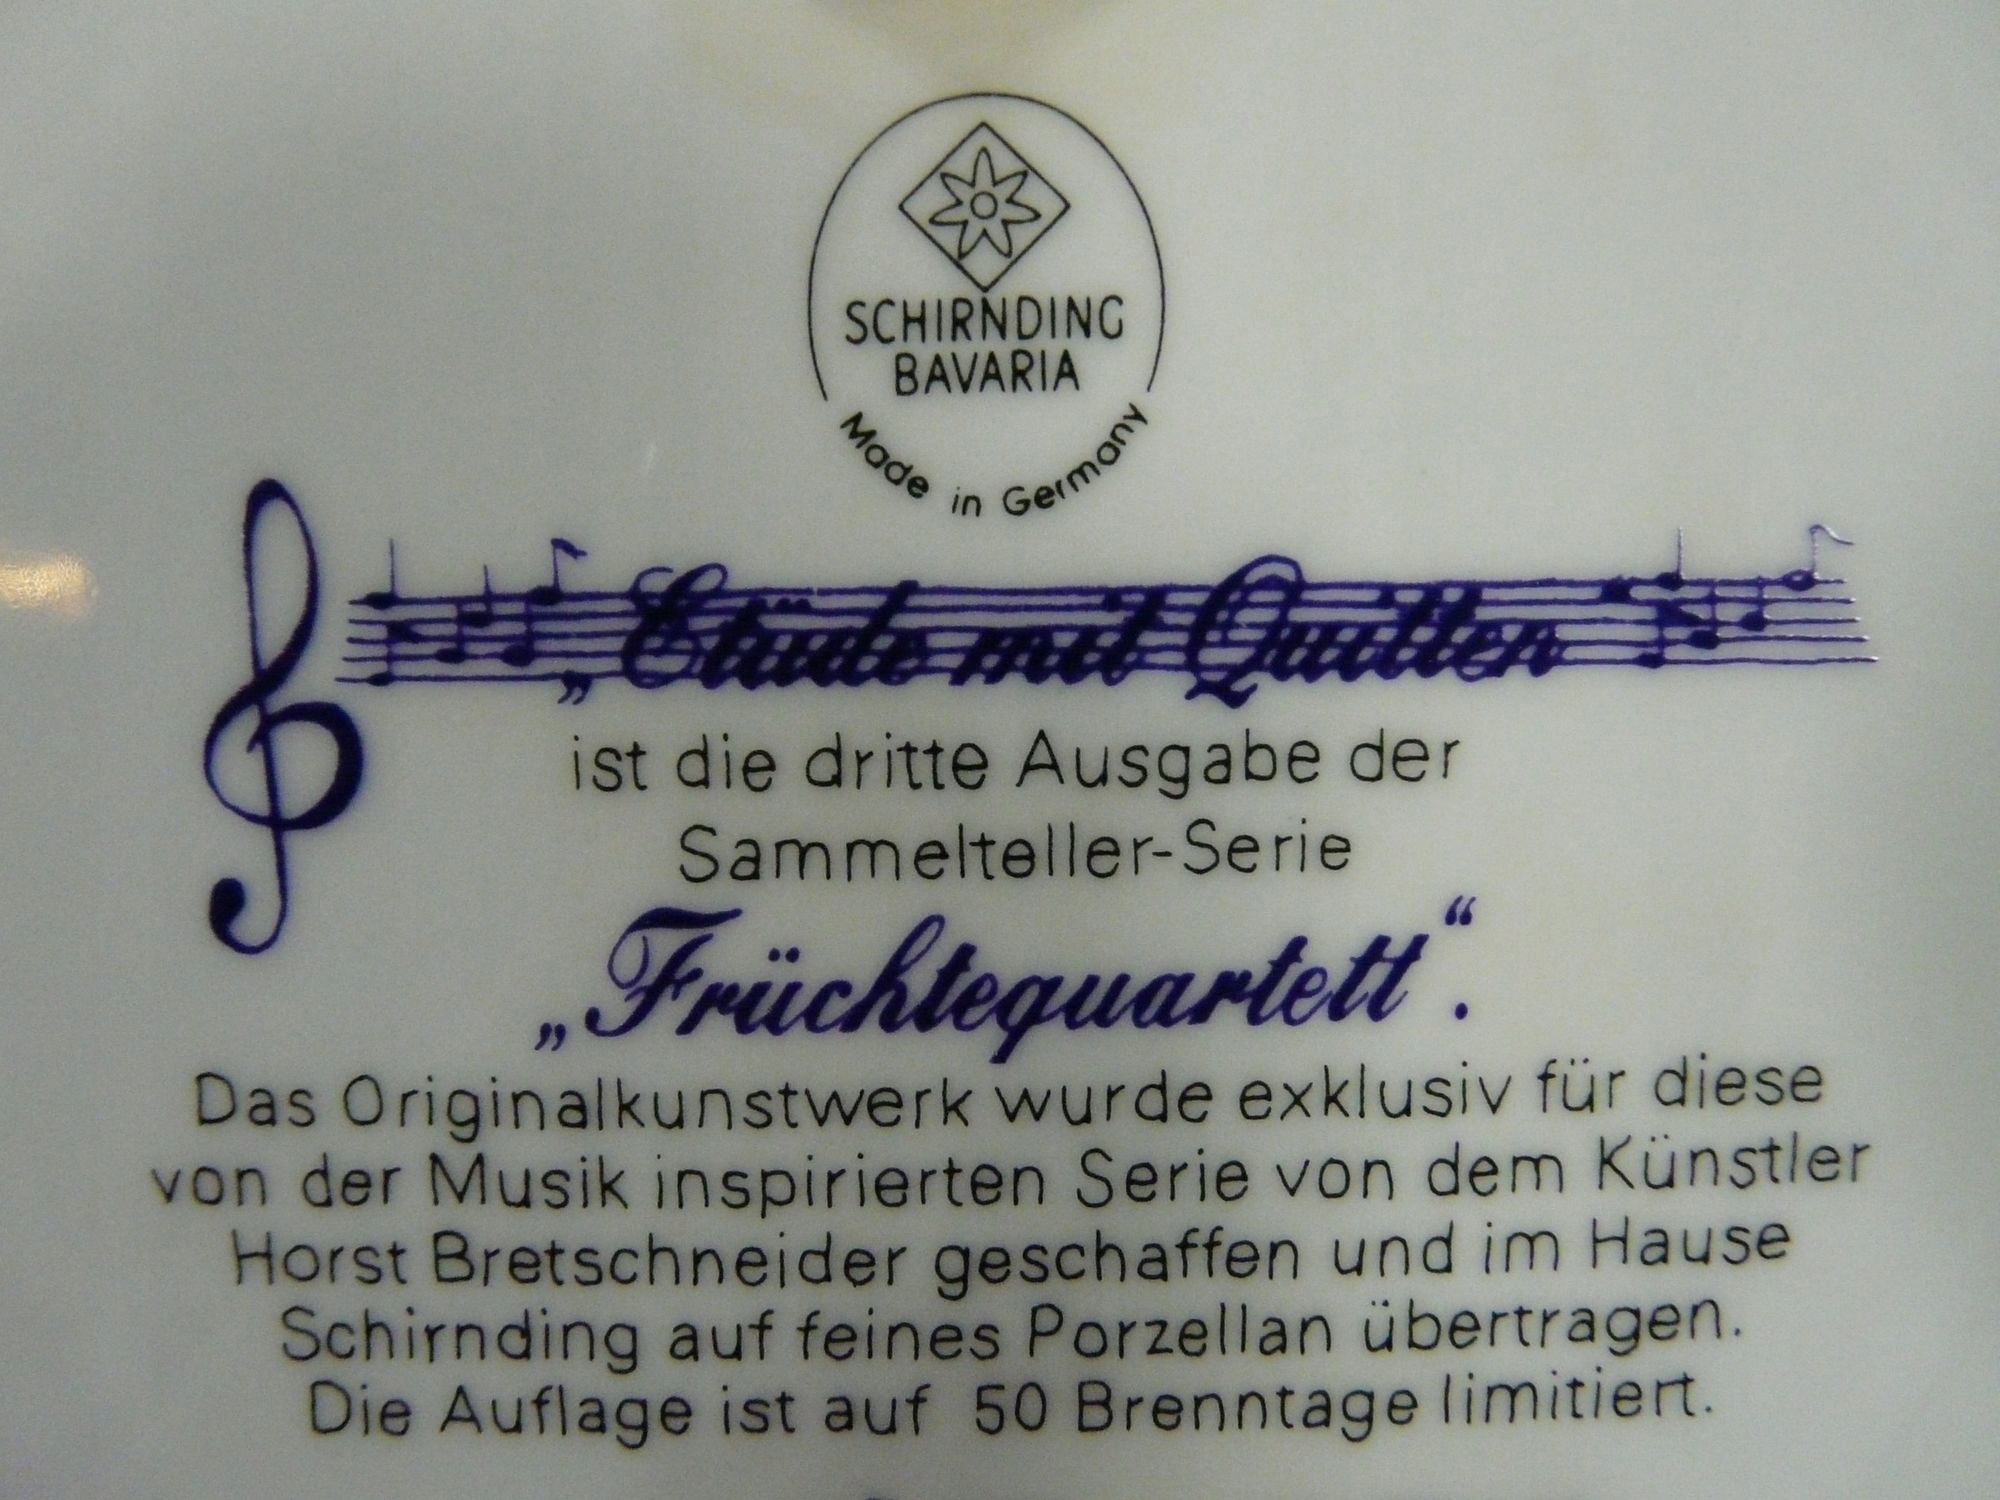 SCHIRNDING
BAVARIA
Made in Germany
„Etüde mit Quitten
ist die dritte Ausgabe der
Sammelteller-Serie
„Früchtequartett“.
Das Originalkunstwerk wurde exklusiv für diese
von der Musik inspirierten Serie von dem Künstler
Horst Bretschneider geschaffen und im Hause
Schirnding auf feines Porzellan übertragen.
Die Auflage ist auf 50 Brenntage limitiert.